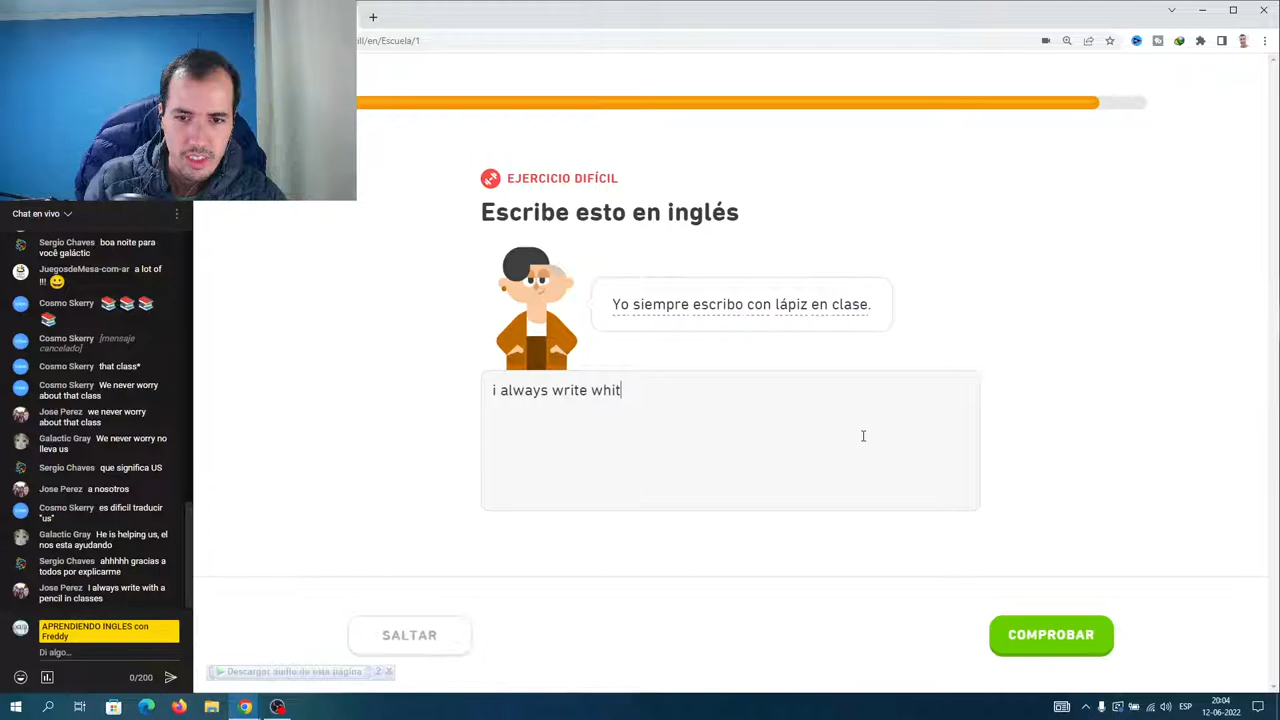 ill/en/Escuela/1
EJERCICIO DIFÍCIL
Escribe esto en inglés
Yo siempre escribo con lápiz en clase.
i always write whit
SALTAR
COMPROBAR
Descargar audio de esta página
?
Chat en vivo
Sergio Chaves boa noite para
você galáctic
JuegosdeMesa-com-ar a lot of
!!!
Cosmo Skerry
Cosmo Skerry [mensaje
cancelado]
Cosmo Skerry that class*
Cosmo Skerry We never worry
about that class
Jose Perez we never worry
about that class
Galactic Gray We never worry no
lleva us
Sergio Chaves que significa US
Jose Perez a nosotros
Cosmo Skerry es dificil traducir
"us"
Galactic Gray He is helping us, el
nos esta ayudando
Sergio Chaves ahhhhh gracias a
todos por explicarme
Jose Perez I always write with a
pencil in classes
APRENDIENDO INGLES con
Freddy
Di algo...
0/200
ESP
20:04
12-06-2022